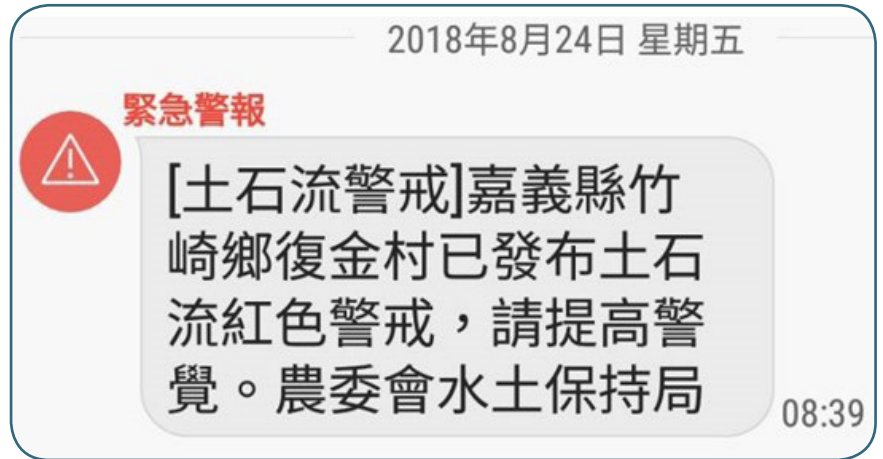 2018年8月24日 星期五
緊急警報
[土石流警戒]嘉義縣竹
崎鄉復金村已發布土石
流紅色警戒，請提高警
覺。農委會水土保持局
08:39